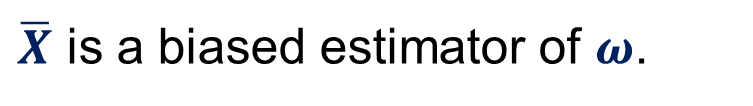 X̅ is a biased estimator of ω.